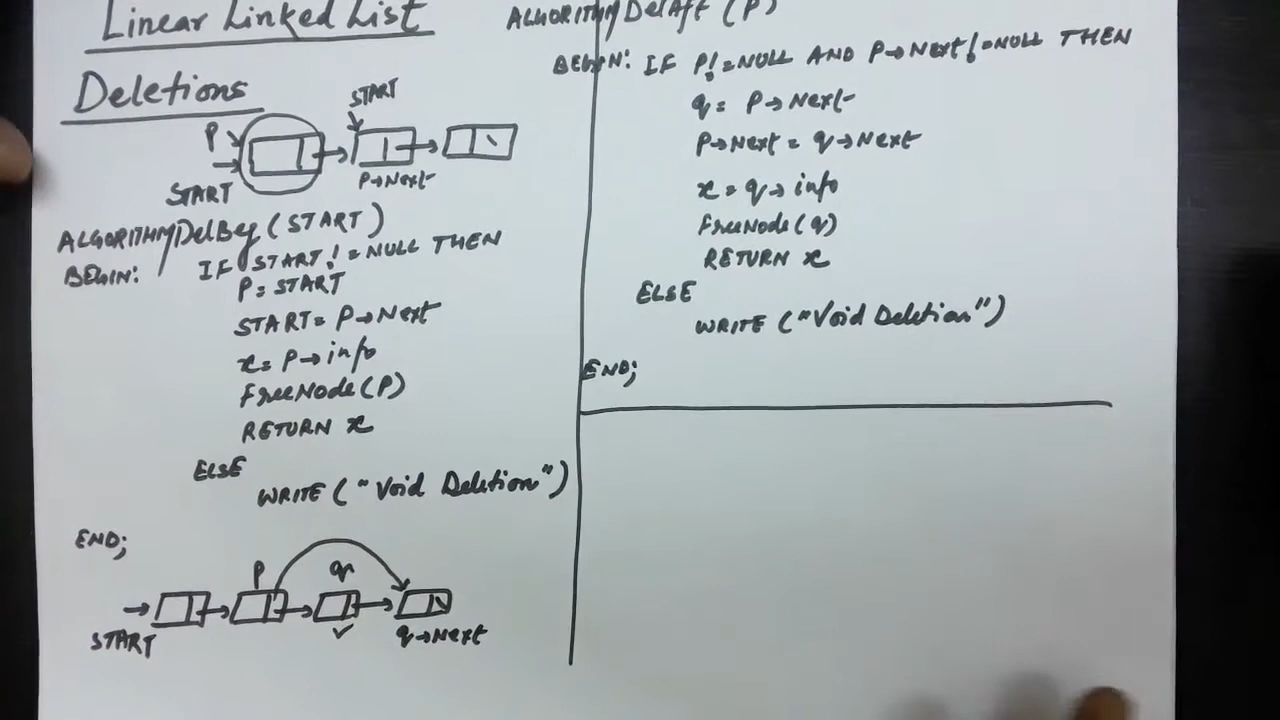 Linear Linked List
Deletions
P
START
START
P→Next
ALGORITHM DelBeg (START)
BEGIN: IF START != NULL THEN
P = START
START = P→Next
x = P→info
FreeNode(P)
RETURN x
ELSE
WRITE ("Void Deletion")
END;
P
q
START
q→Next
ALGORITHM DelAft (P)
BEGIN: IF P != NULL AND P→Next != NULL THEN
q = P→Next
P→Next = q→Next
x = q→info
FreeNode(q)
RETURN x
ELSE
WRITE ("Void Deletion")
END;